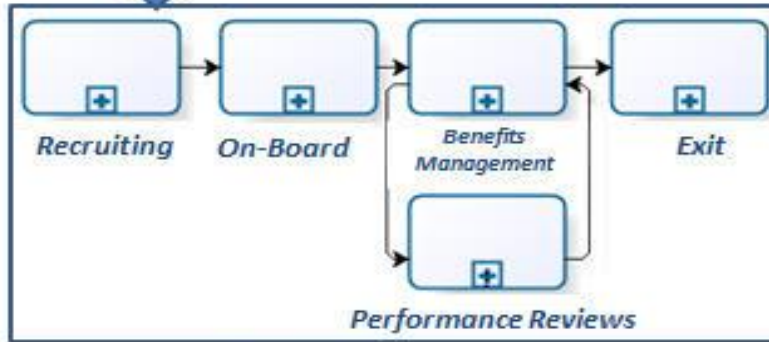 Recruiting
On-Board
Benefits
Management
Exit
Performance Reviews